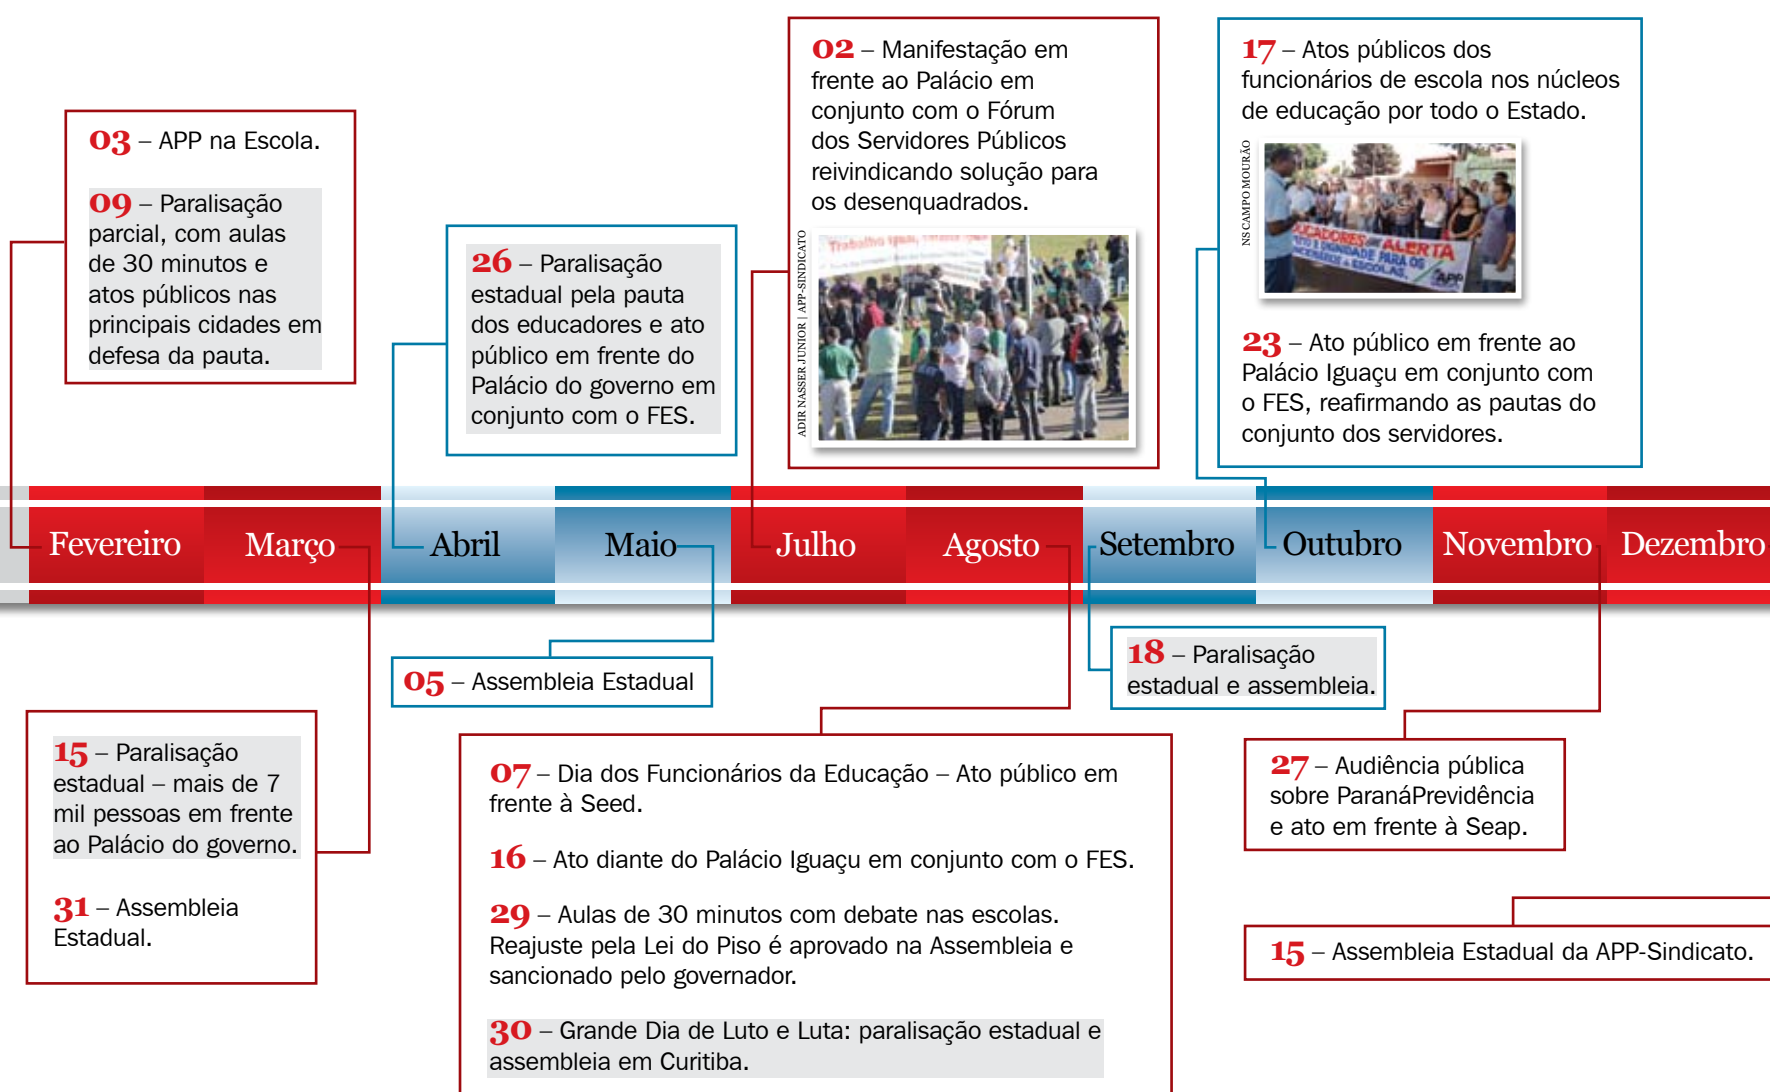 03 – APP na Escola.
09 – Paralisação
parcial, com aulas
de 30 minutos e
atos públicos nas
principais cidades em
defesa da pauta.
26 – Paralisação
estadual pela pauta
dos educadores e ato
público em frente do
Palácio do governo em
conjunto com o FES.
02 – Manifestação em
frente ao Palácio em
conjunto com o Fórum
dos Servidores Públicos
reivindicando solução para
os desenquadrados.
ADIR NASSER JUNIOR | APP-SINDICATO
Trabalho igual,
17 – Atos públicos dos
funcionários de escola nos núcleos
de educação por todo o Estado.
NS CAMPO MOURÃO
EDUCADORES EM ALERTA
DIGNIDADE PARA OS
ESCOLAS.
APP
23 – Ato público em frente ao
Palácio Iguaçu em conjunto com
o FES, reafirmando as pautas do
conjunto dos servidores.
Fevereiro
Março
Abril
Maio
Julho
Agosto
Setembro
Outubro
Novembro
Dezembro
15 – Paralisação
estadual – mais de 7
mil pessoas em frente
ao Palácio do governo.
31 – Assembleia
Estadual.
05 – Assembleia Estadual
07 – Dia dos Funcionários da Educação – Ato público em
frente à Seed.
16 – Ato diante do Palácio Iguaçu em conjunto com o FES.
29 – Aulas de 30 minutos com debate nas escolas.
Reajuste pela Lei do Piso é aprovado na Assembleia e
sancionado pelo governador.
30 – Grande Dia de Luto e Luta: paralisação estadual e
assembleia em Curitiba.
18 – Paralisação
estadual e assembleia.
27 – Audiência pública
sobre ParanáPrevidência
e ato em frente à Seap.
15 – Assembleia Estadual da APP-Sindicato.